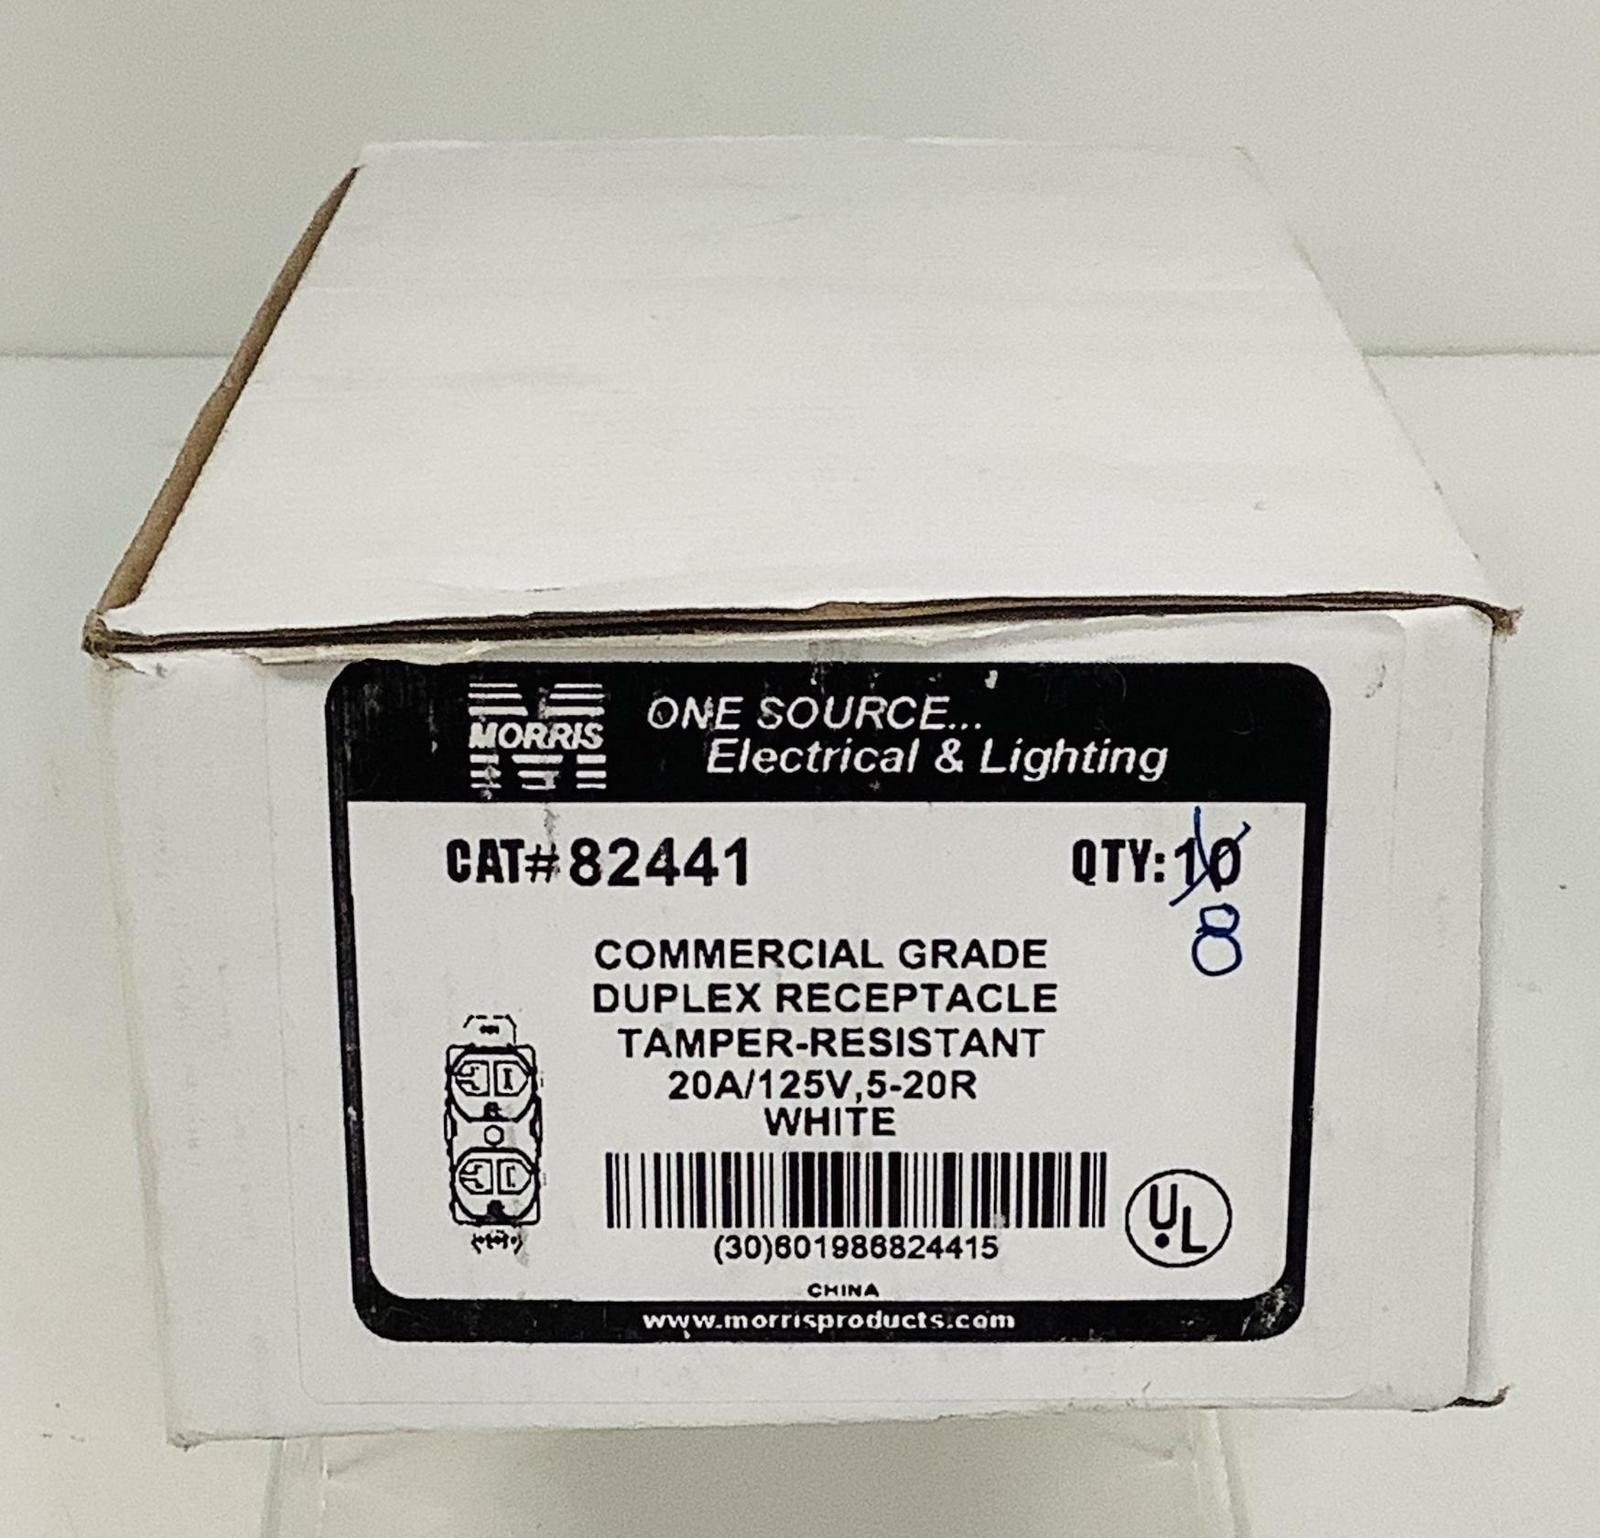 MORRIS
ONE SOURCE...
Electrical & Lighting
CAT#82441
QTY:10
8
COMMERCIAL GRADE
DUPLEX RECEPTACLE
TAMPER-RESISTANT
20A/125V,5-20R
WHITE
(30)601986824415
UL
CHINA
www.morrisproducts.com